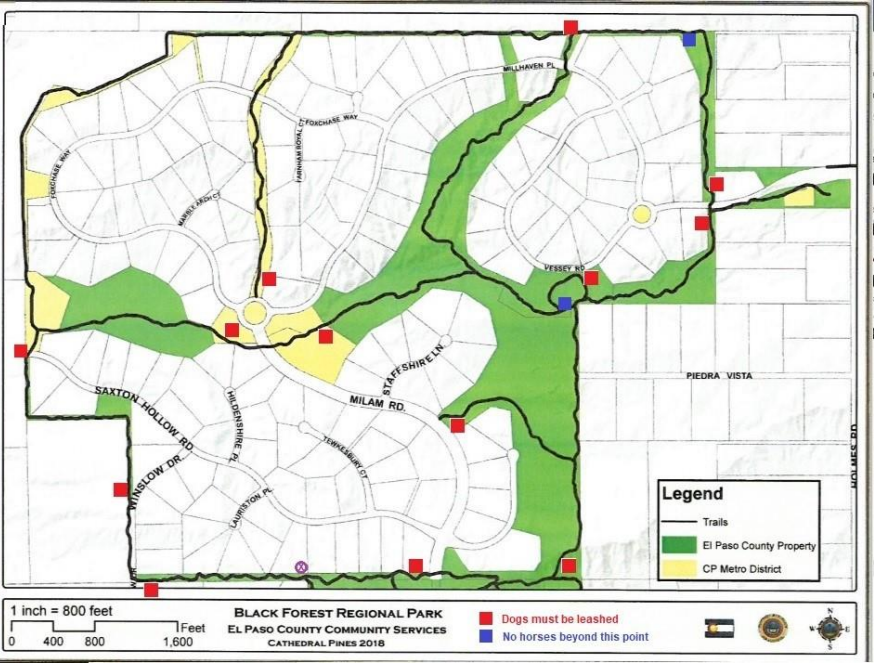 MILLHAVEN PL
FOXCHASE WAY
FARNHAM ROYAL CT
FOXCHASE WAY
MARBLE ARCH CT
VESSEY RD
PIEDRA VISTA
STAFFSHIRE LN
MILAM RD.
SAXTON HOLLOW RD
HILDENSHIRE PL
TEWKESBURY CT
WINSLOW DR
LAURISTON PL
HOLMES RD
Legend
Trails
El Paso County Property
CP Metro District
1 inch = 800 feet
Feet
0 400 800 1,600
BLACK FOREST REGIONAL PARK
EL PASO COUNTY COMMUNITY SERVICES
CATHEDRAL PINES 2018
Dogs must be leashed
No horses beyond this point
N
W E
S